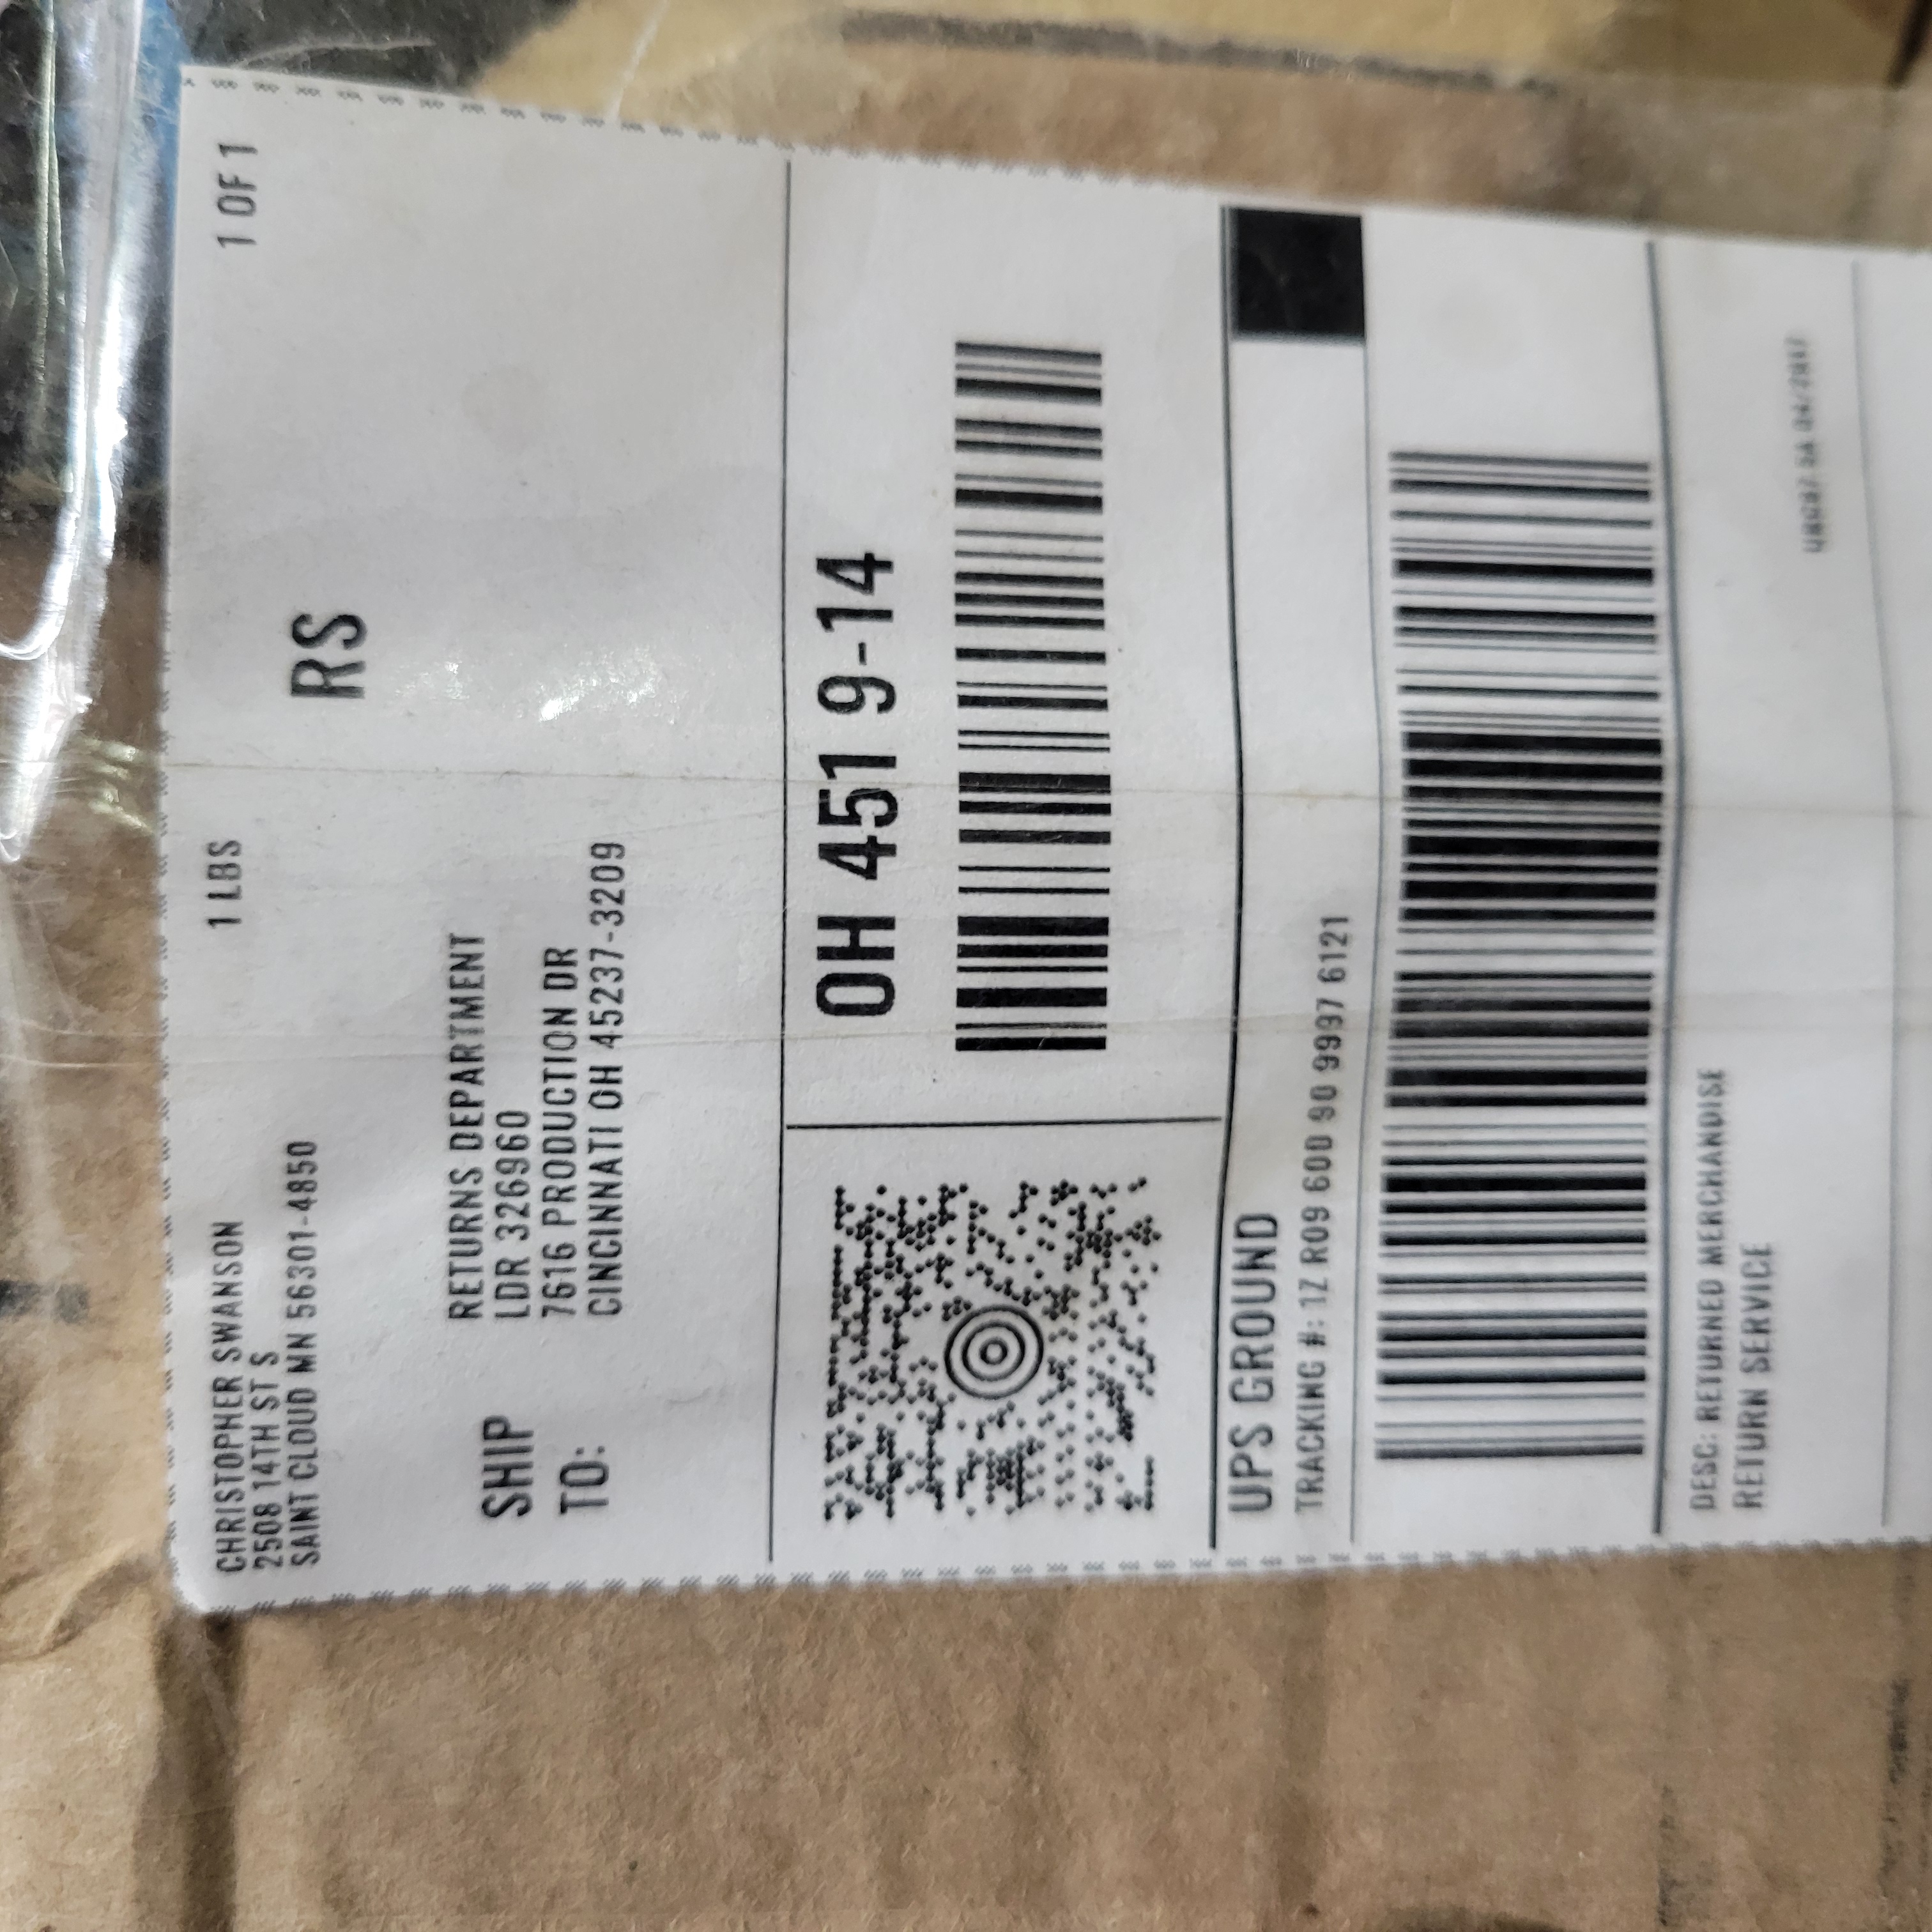 CHRISTOPHER SWANSON
2508 14TH ST S
SAINT CLOUD MN 56301-4850
1 LBS
1 OF 1
RS
SHIP
TO:
RETURNS DEPARTMENT
LDR 326960
7616 PRODUCTION DR
CINCINNATI OH 45237-3209
OH 451 9-14
UPS GROUND
TRACKING #: 1Z R09 600 90 9997 6121
DESC: RETURNED MERCHANDISE
RETURN SERVICE